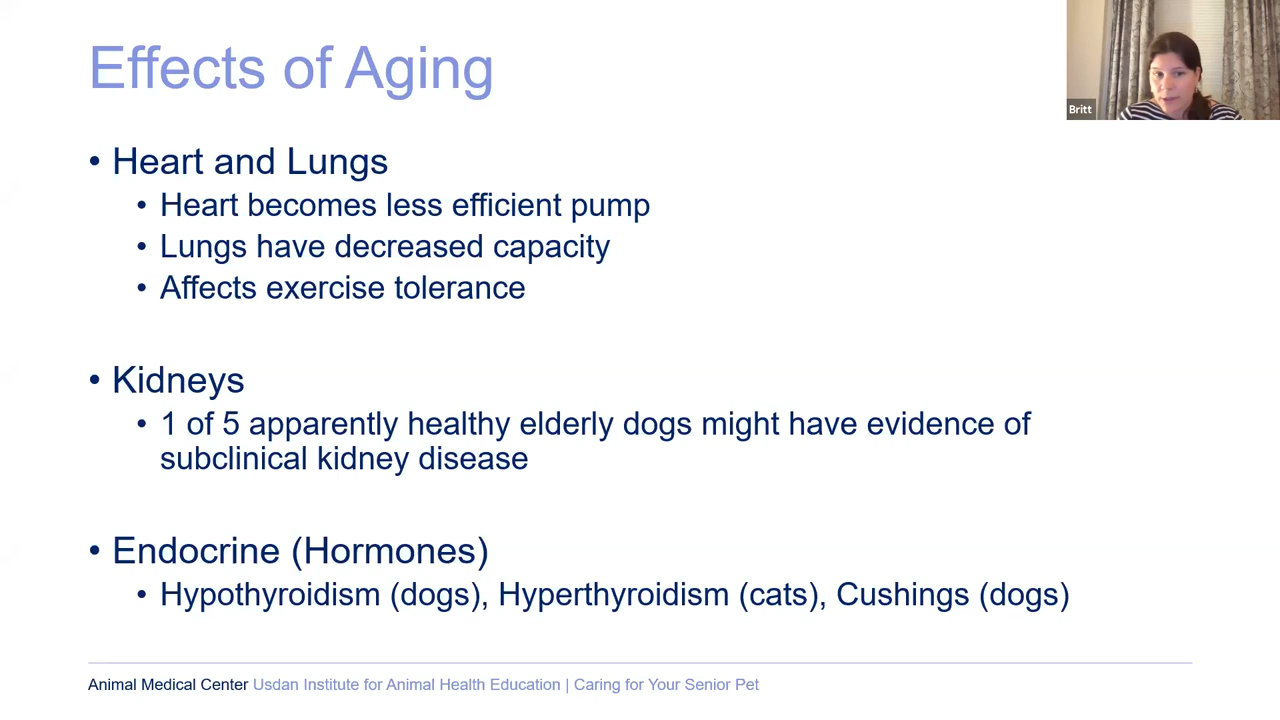 Effects of Aging
Britt
• Heart and Lungs
• Heart becomes less efficient pump
• Lungs have decreased capacity
• Affects exercise tolerance
• Kidneys
• 1 of 5 apparently healthy elderly dogs might have evidence of
subclinical kidney disease
• Endocrine (Hormones)
• Hypothyroidism (dogs), Hyperthyroidism (cats), Cushings (dogs)
Animal Medical Center Usdan Institute for Animal Health Education | Caring for Your Senior Pet